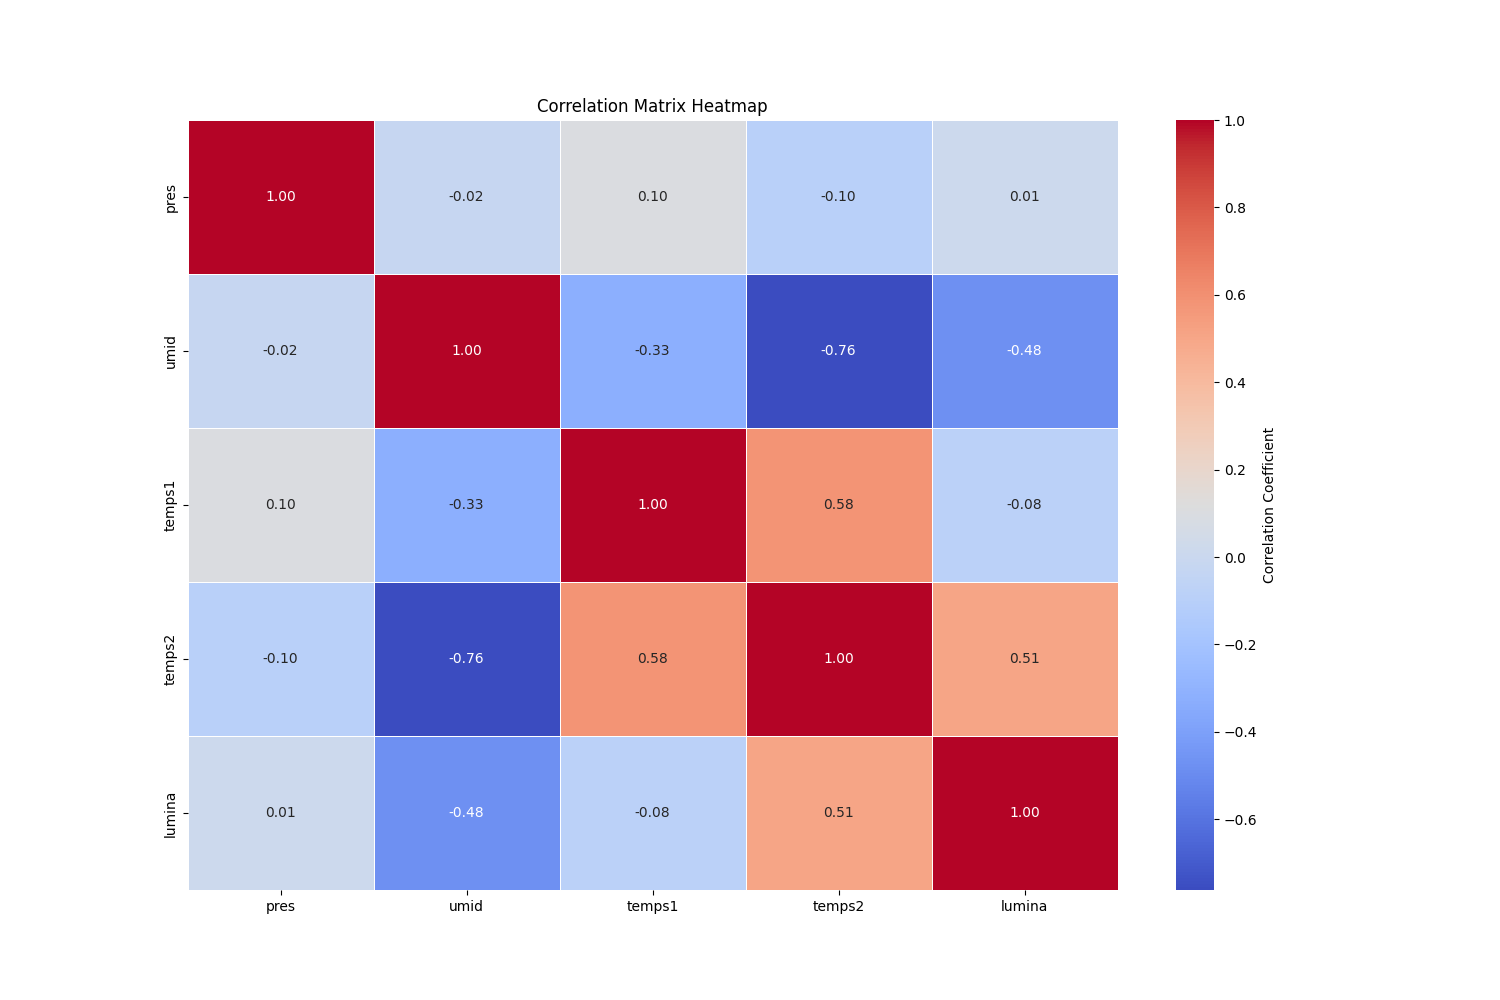 Correlation Matrix Heatmap
pres 1.00 -0.02 0.10 -0.10 0.01
umid -0.02 1.00 -0.33 -0.76 -0.48
temps1 0.10 -0.33 1.00 0.58 -0.08
temps2 -0.10 -0.76 0.58 1.00 0.51
lumina 0.01 -0.48 -0.08 0.51 1.00
pres umid temps1 temps2 lumina
1.0
0.8
0.6
0.4
0.2
0.0
−0.2
−0.4
−0.6
Correlation Coefficient